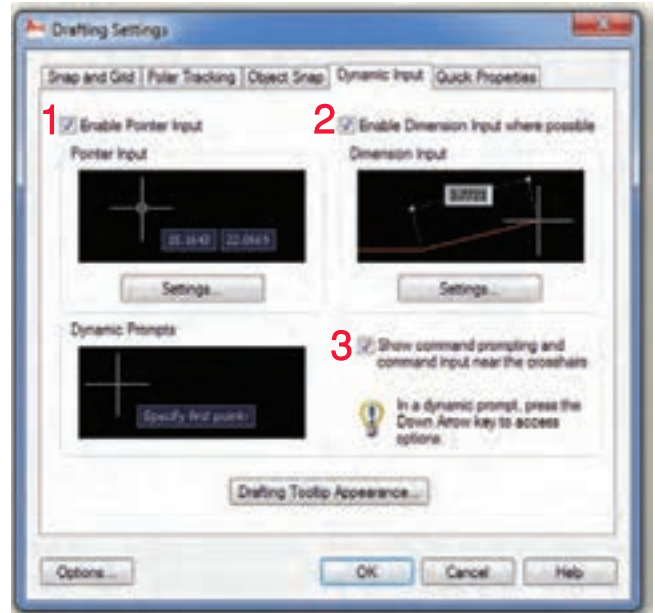 Drafting Settings
Snap and Grid Polar Tracking Object Snap Dynamic Input Quick Properties
1 Enable Pointer Input
2 Enable Dimension Input where possible
Pointer Input
Dimension Input
Settings...
Settings...
Dynamic Prompts
Specify first point:
3 Show command prompting and
command input near the crosshairs
In a dynamic prompt, press the
Down Arrow key to access
options.
Drafting Tooltip Appearance...
Options...
OK
Cancel
Help